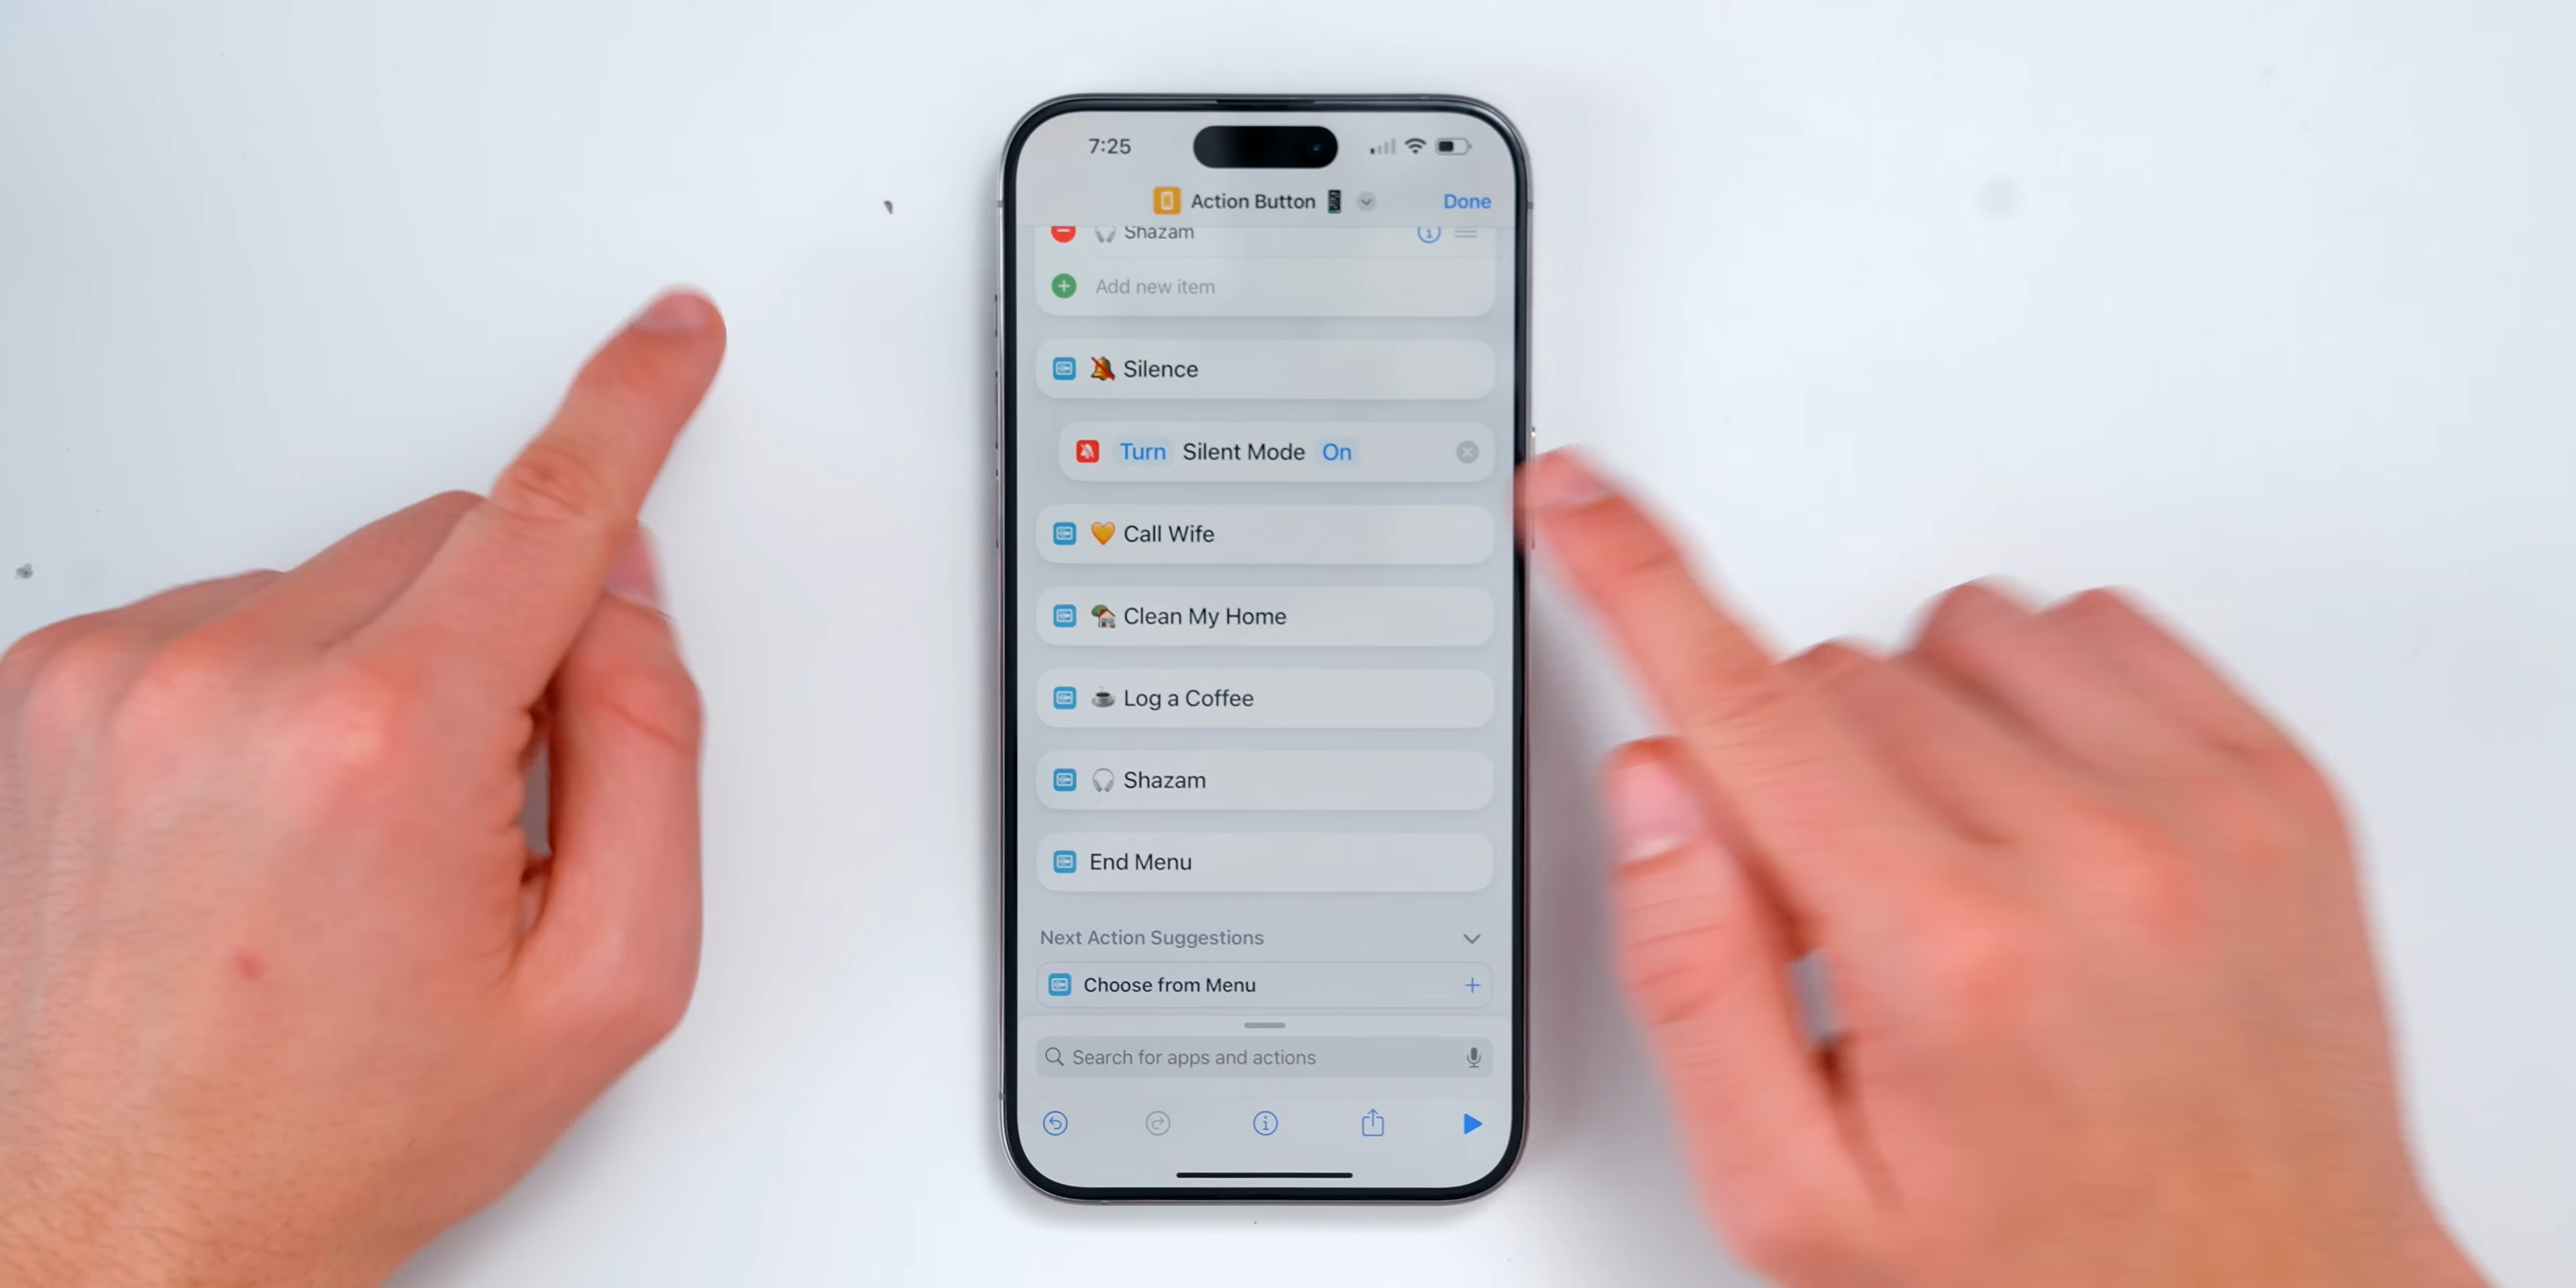 7:25
Action Button
Done
Shazam
Add new item
Silence
Turn Silent Mode On
Call Wife
Clean My Home
Log a Coffee
Shazam
End Menu
Next Action Suggestions
Choose from Menu
Search for apps and actions